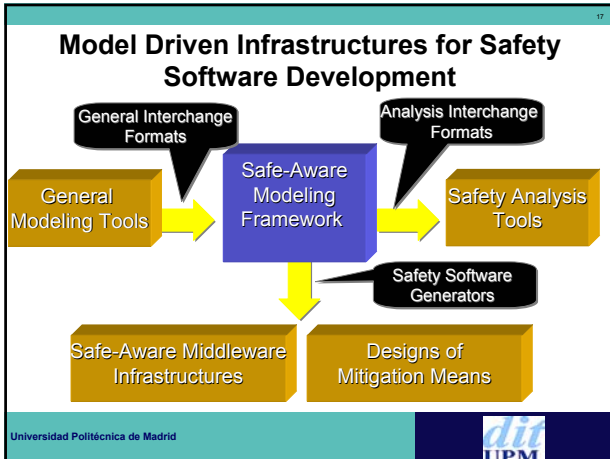 17
Model Driven Infrastructures for Safety
Software Development
General Interchange
Formats
Analysis Interchange
Formats
General
Modeling Tools
Safe-Aware
Modeling
Framework
Safety Analysis
Tools
Safety Software
Generators
Safe-Aware Middleware
Infrastructures
Designs of
Mitigation Means
Universidad Politécnica de Madrid
dit
UPM